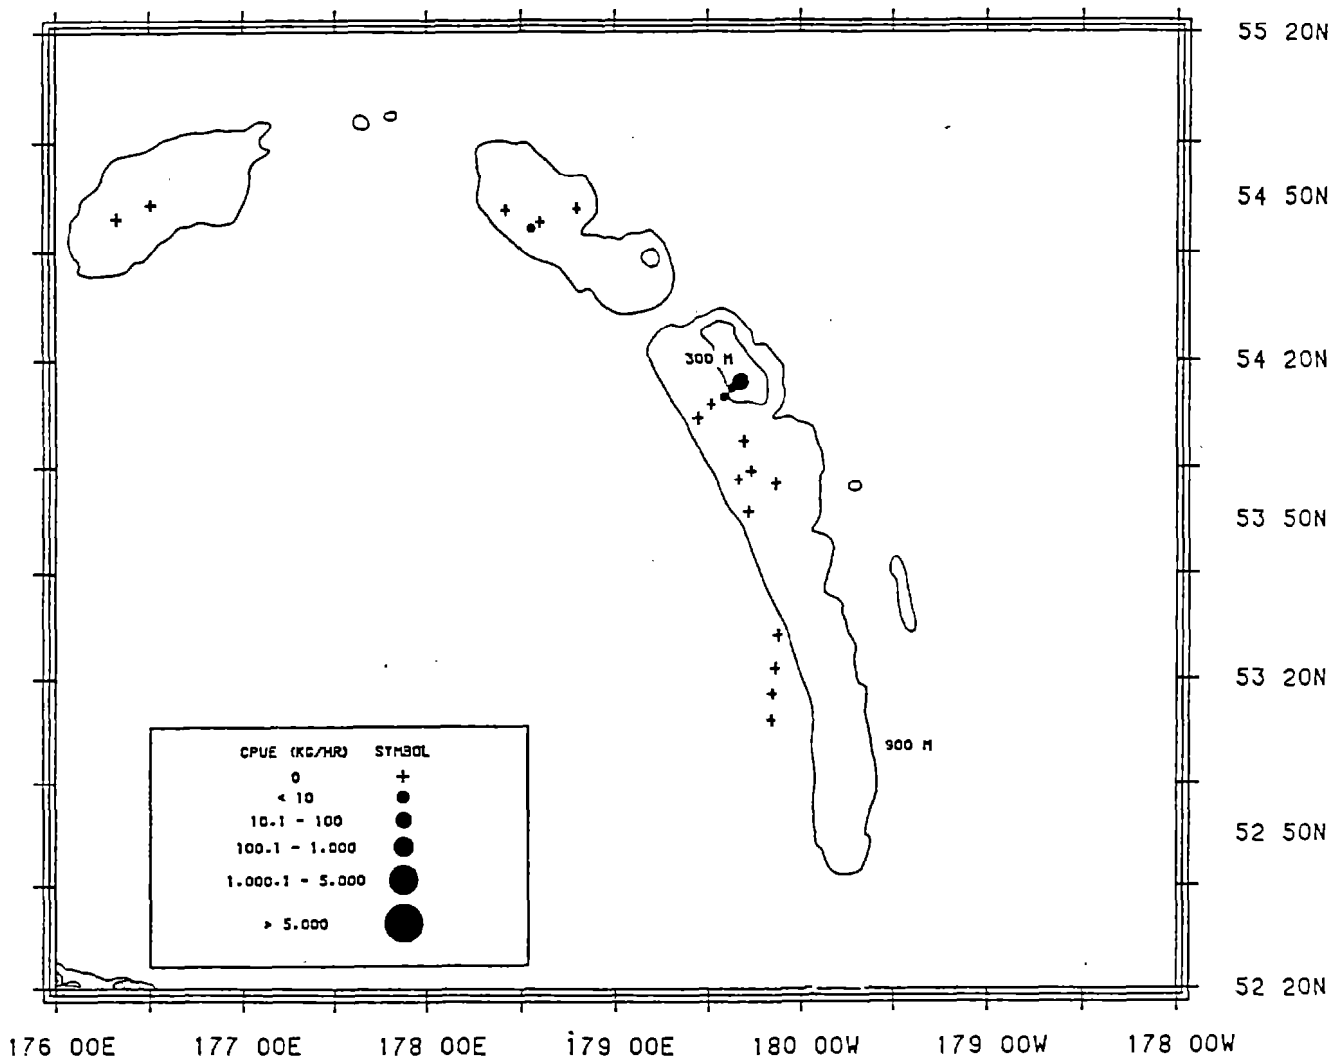 55 20N
54 50N
300 M
54 20N
53 50N
53 20N
900 M
CPUE (KG/HR) SYMBOL
0
< 10
10.1 - 100
100.1 - 1.000
1.000.1 - 5.000
> 5.000
52 50N
52 20N
176 00E 177 00E 178 00E 179 00E 180 00W 179 00W 178 00W